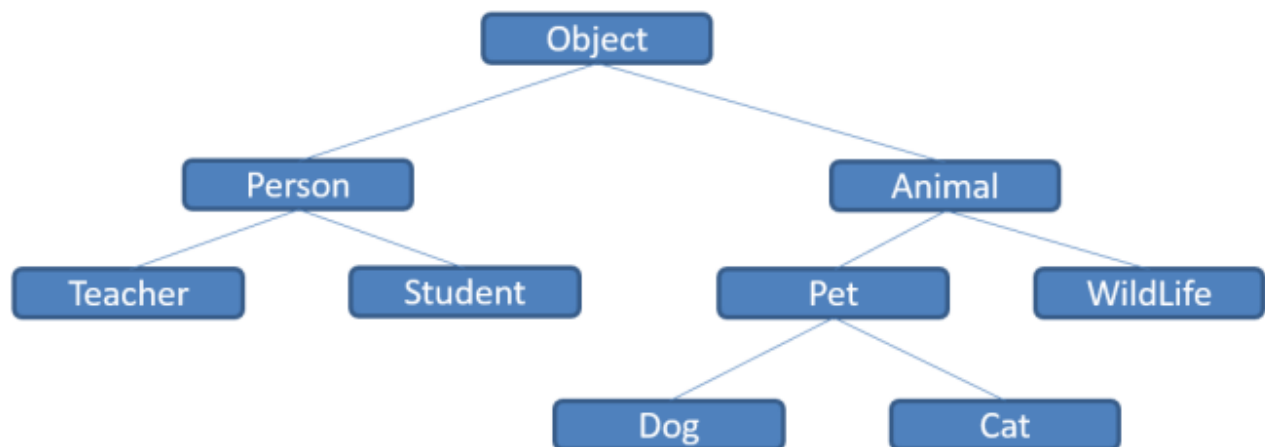 Object
Person
Animal
Teacher
Student
Pet
WildLife
Dog
Cat